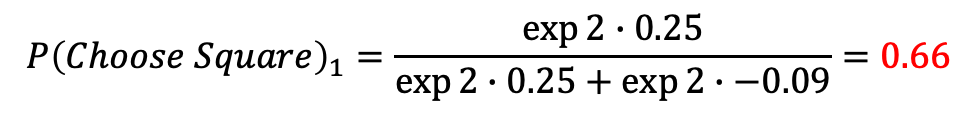 P(Choose Square)₁ = exp 2 · 0.25 / exp 2 · 0.25 + exp 2 · −0.09 = 0.66